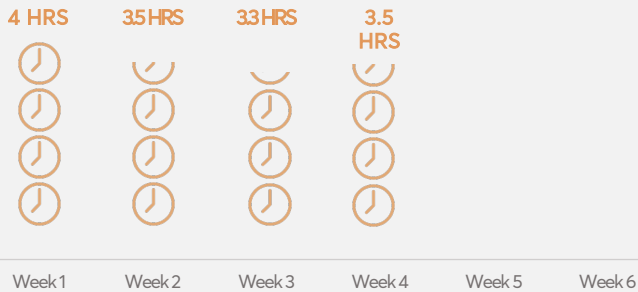 4 HRS
3.5 HRS
3.3 HRS
3.5
HRS
Week 1
Week 2
Week 3
Week 4
Week 5
Week 6